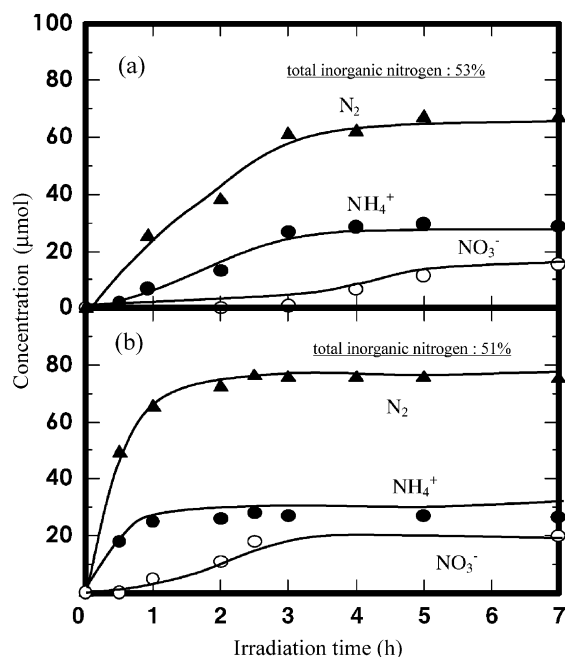 100
(a)
total inorganic nitrogen : 53%
80
N2
60
40
NH4+
NO3-
20
0
(b)
total inorganic nitrogen : 51%
80
N2
60
40
NH4+
20
NO3-
0 1 2 3 4 5 6 7
Irradiation time (h)
Concentration (μmol)